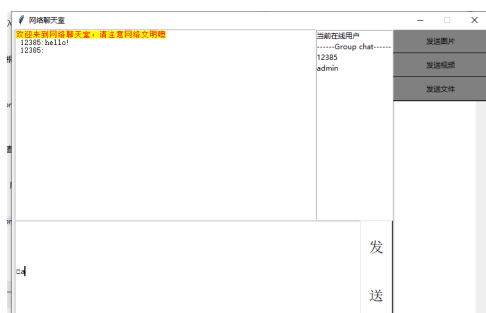 网络聊天室
欢迎来到网络聊天室，请注意网络文明噢
12385:hello!
12385:
当前在线用户
------Group chat------
12385
admin
发送图片
发送视频
发送文件
□a
发
送